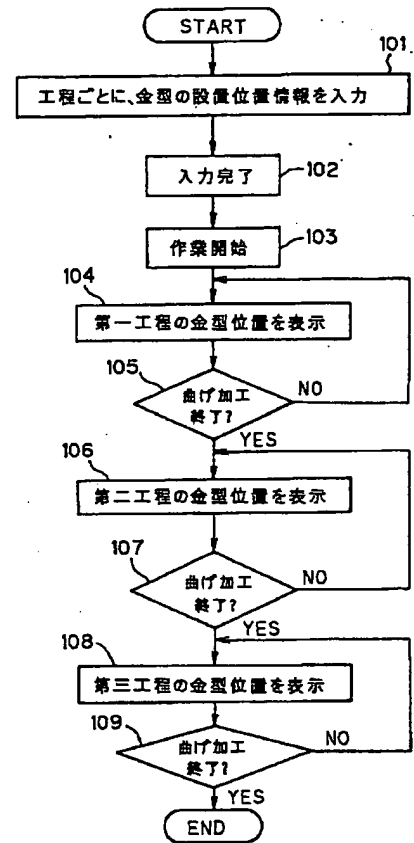 START
101
工程ごとに、金型の設置位置情報を入力
入力完了
102
作業開始
103
104
第一工程の金型位置を表示
105
曲げ加工
終了?
NO
YES
106
第二工程の金型位置を表示
107
曲げ加工
終了?
NO
YES
108
第三工程の金型位置を表示
109
曲げ加工
終了?
NO
YES
END